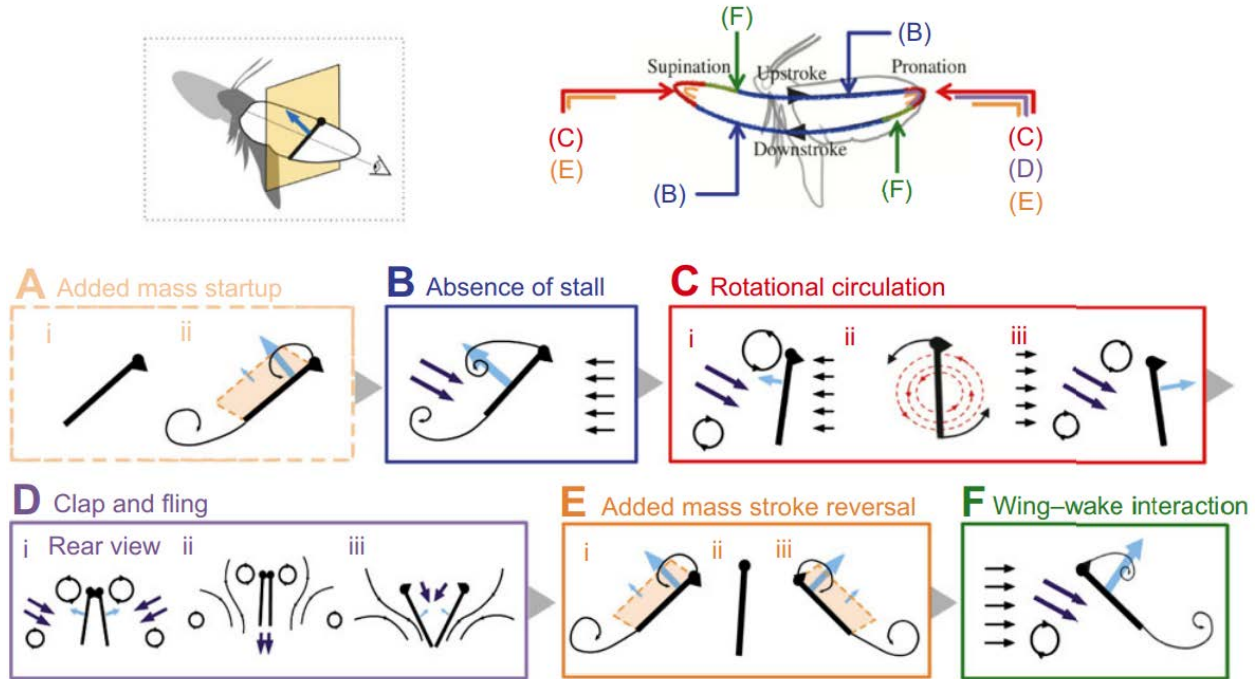 (F)
(B)
Supination
Upstroke
Pronation
(C)
(E)
Downstroke
(B)
(F)
(C)
(D)
(E)
A Added mass startup
i
ii
B Absence of stall
C Rotational circulation
i
ii
iii
D Clap and fling
i Rear view
ii
iii
E Added mass stroke reversal
i
ii
iii
F Wing–wake interaction